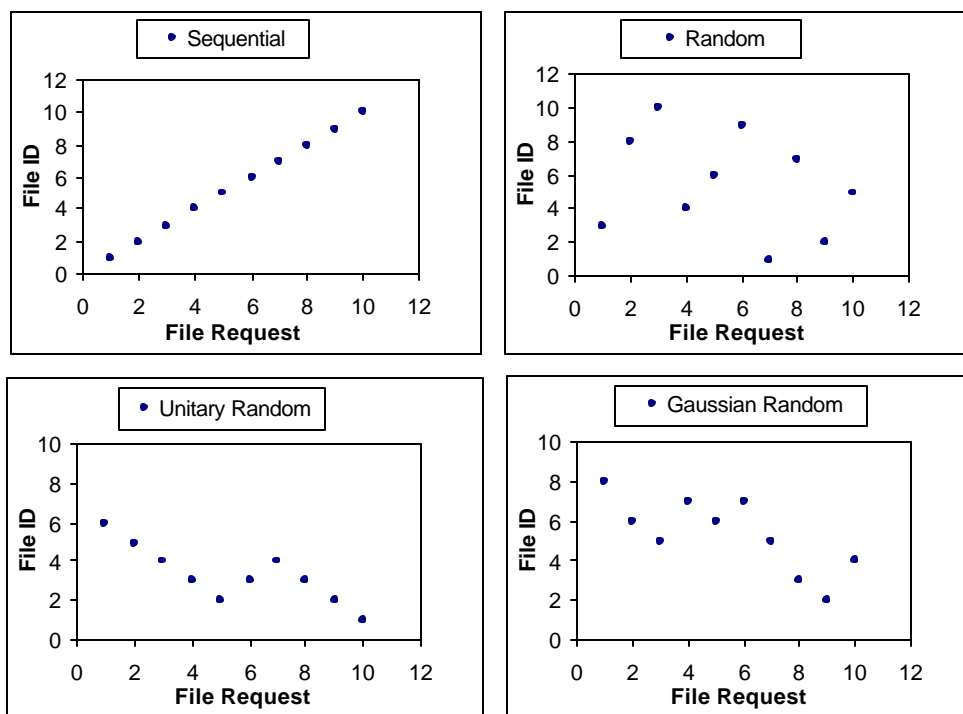 Sequential
12
10
8
6
4
2
0
File ID
0 2 4 6 8 10 12
File Request
Random
12
10
8
6
4
2
0
File ID
0 2 4 6 8 10 12
File Request
Unitary Random
10
8
6
4
2
0
File ID
0 2 4 6 8 10 12
File Request
Gaussian Random
10
8
6
4
2
0
File ID
0 2 4 6 8 10 12
File Request